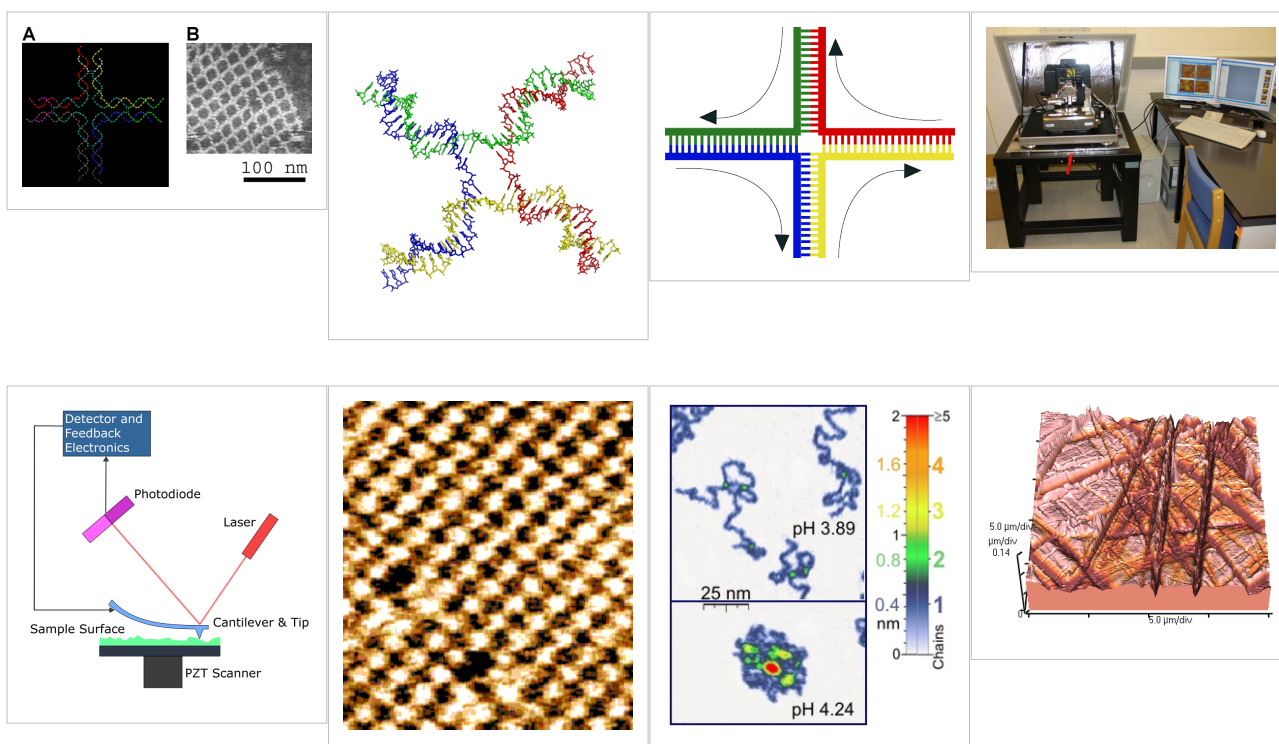 A
B
100 nm
Detector and
Feedback
Electronics
Photodiode
Laser
Cantilever & Tip
Sample Surface
PZT Scanner
pH 3.89
25 nm
pH 4.24
2 ≥5
1.6 4
1.2 3
1
0.8 2
0.4 1
nm
0
Chains
5.0 µm/div
µm/div
0.14
0
5.0 µm/div